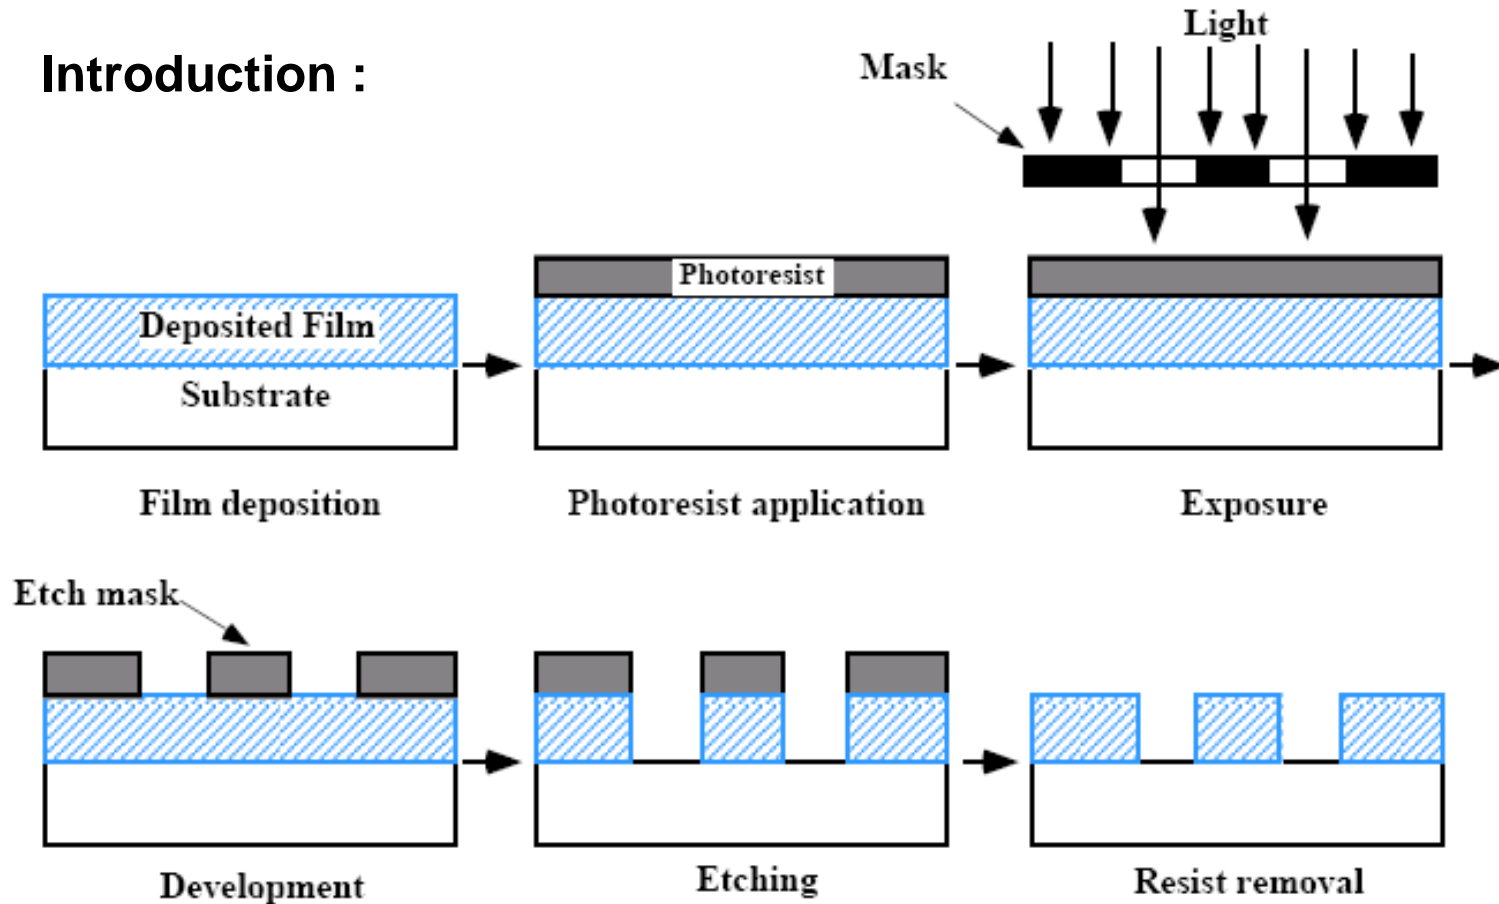 Introduction :
Light
Mask
Photoresist
Deposited Film
Substrate
Film deposition
Photoresist application
Exposure
Etch mask
Development
Etching
Resist removal